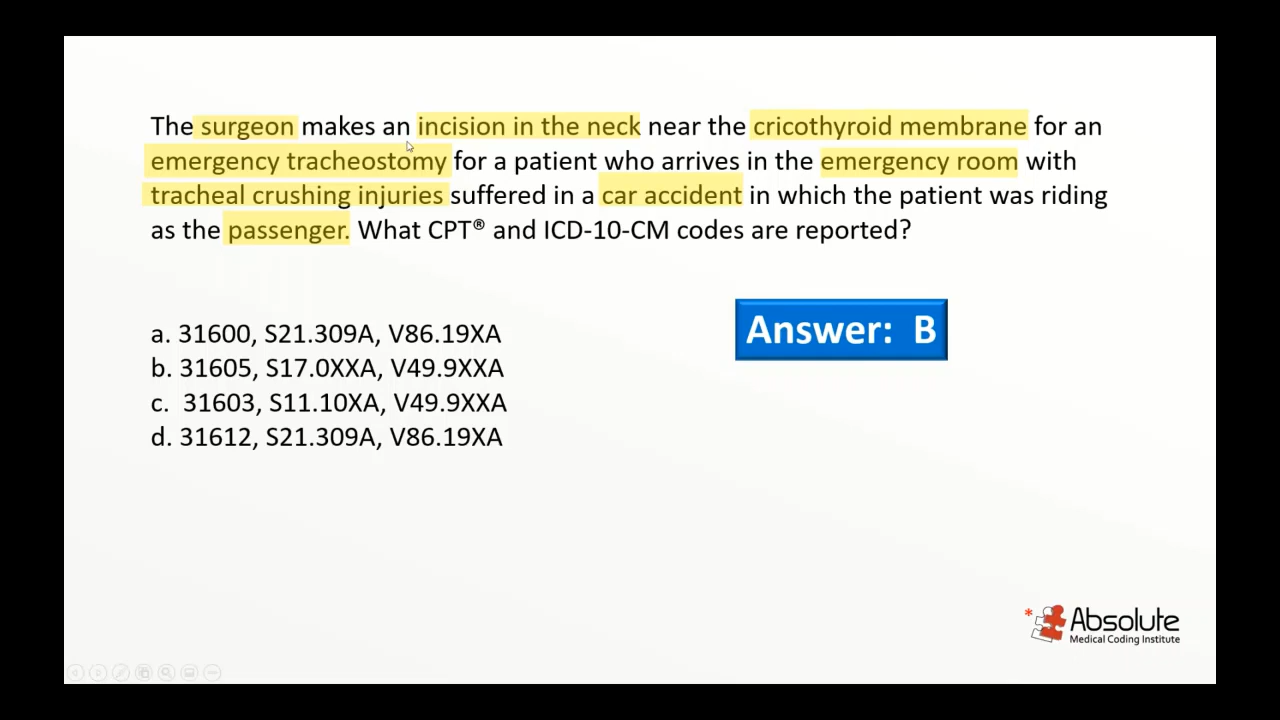 The surgeon makes an incision in the neck near the cricothyroid membrane for an
emergency tracheostomy for a patient who arrives in the emergency room with
tracheal crushing injuries suffered in a car accident in which the patient was riding
as the passenger. What CPT® and ICD-10-CM codes are reported?
a. 31600, S21.309A, V86.19XA
b. 31605, S17.0XXA, V49.9XXA
c. 31603, S11.10XA, V49.9XXA
d. 31612, S21.309A, V86.19XA
Answer: B
* Absolute
Medical Coding Institute